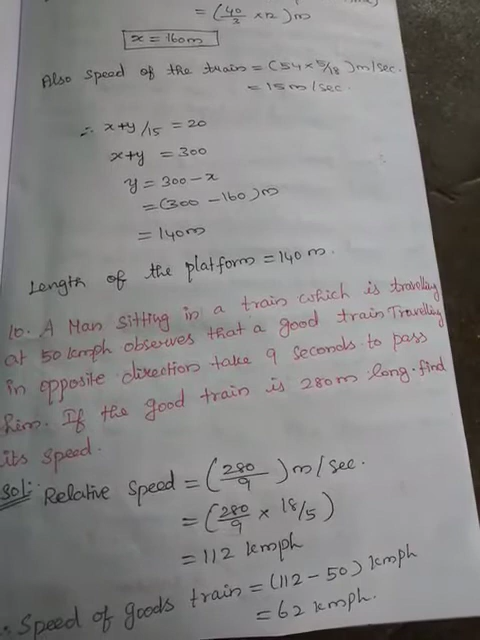 = (40/2 × 12) m
x = 160m
Also speed of the train = (54 × 5/18) m/sec.
= 15 m/sec.
∴ x+y/15 = 20
x+y = 300
y = 300 - x
= (300 - 160) m
= 140m
Length of the platform = 140 m.
10. A Man sitting in a train which is travelling
at 50 kmph observes that a good train Travelling
in opposite direction take 9 seconds to pass
him. If the good train is 280m long. find
its speed.
Sol: Relative speed = (280/9) m/sec.
= (280/9 × 18/5)
= 112 kmph
∴ Speed of goods train = (112 - 50) kmph
= 62 kmph.